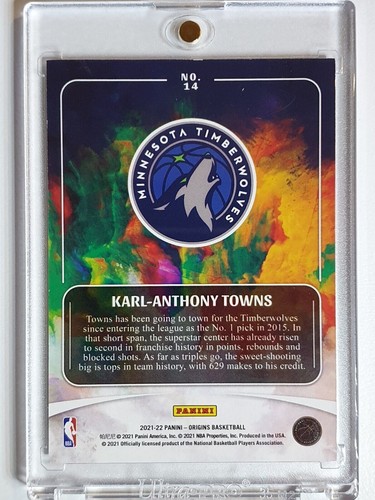 NO.
14
MINNESOTA TIMBERWOLVES
KARL-ANTHONY TOWNS
Towns has been going to town for the Timberwolves
since entering the league as the No. 1 pick in 2015. In
that short span, the superstar center has already risen
to second in franchise history in points, rebounds and
blocked shots. As far as triples go, the sweet-shooting
big is tops in team history, with 629 makes to his credit.
PANINI
2021-22 PANINI – ORIGINS BASKETBALL
帕尼尼 © 2021 Panini America, Inc. © 2021 NBA Properties, Inc. Produced in the USA.
© 2021 Officially licensed product of the National Basketball Players Association.
NBA